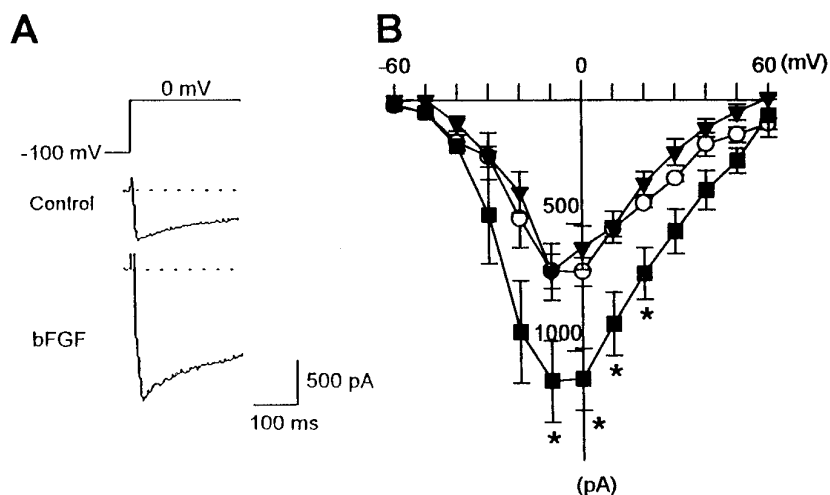 A
0 mV
-100 mV
Control
bFGF
500 pA
100 ms
B
-60
0
60 (mV)
500
1000
*
*
*
*
(pA)